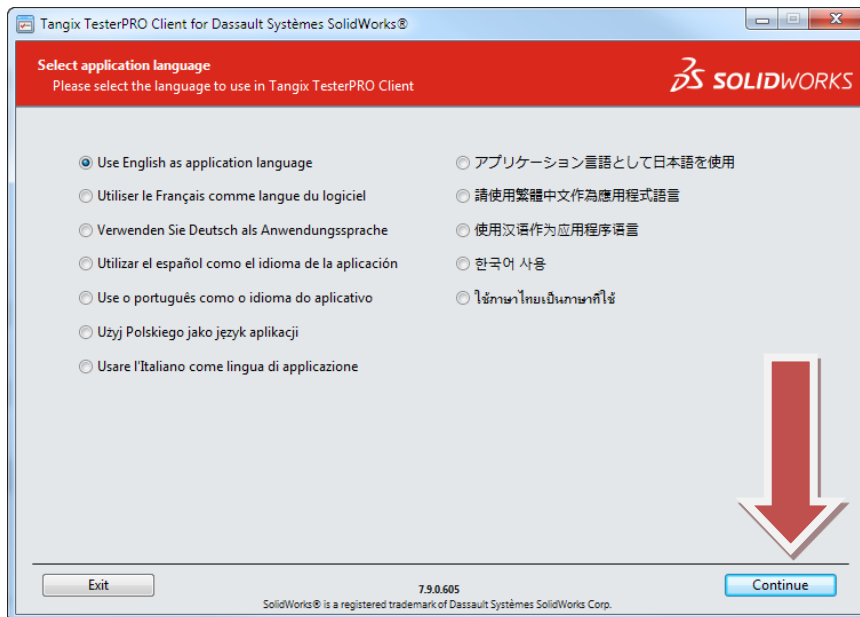 Tangix TesterPRO Client for Dassault Systèmes SolidWorks®
Select application language
Please select the language to use in Tangix TesterPRO Client
SOLIDWORKS
Use English as application language
Utiliser le Français comme langue du logiciel
Verwenden Sie Deutsch als Anwendungssprache
Utilizar el español como el idioma de la aplicación
Use o português como o idioma do aplicativo
Użyj Polskiego jako język aplikacji
Usare l'Italiano come lingua di applicazione
アプリケーション言語として日本語を使用
請使用繁體中文作為應用程式語言
使用汉语作为应用程序语言
한국어 사용
ใช้ภาษาไทยเป็นภาษาที่ใช้
Exit
7.9.0.605
Continue
SolidWorks® is a registered trademark of Dassault Systèmes SolidWorks Corp.